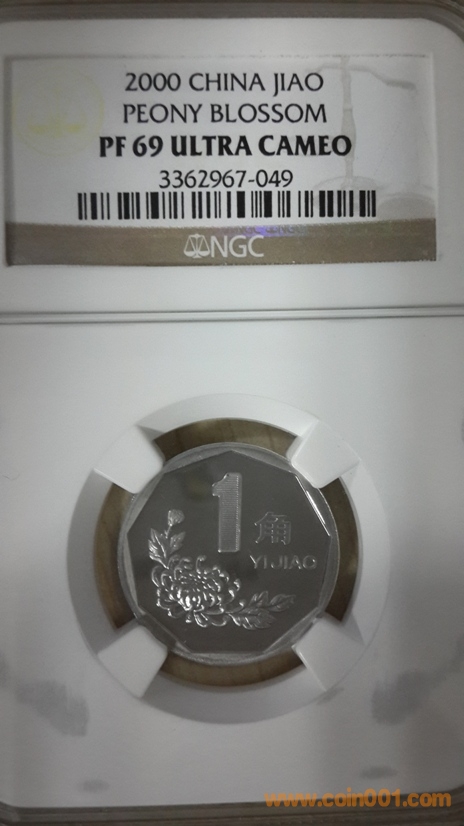 2000 CHINA JIAO
PEONY BLOSSOM
PF 69 ULTRA CAMEO
3362967-049
NGC
1
角
YI JIAO
www.coin001.com